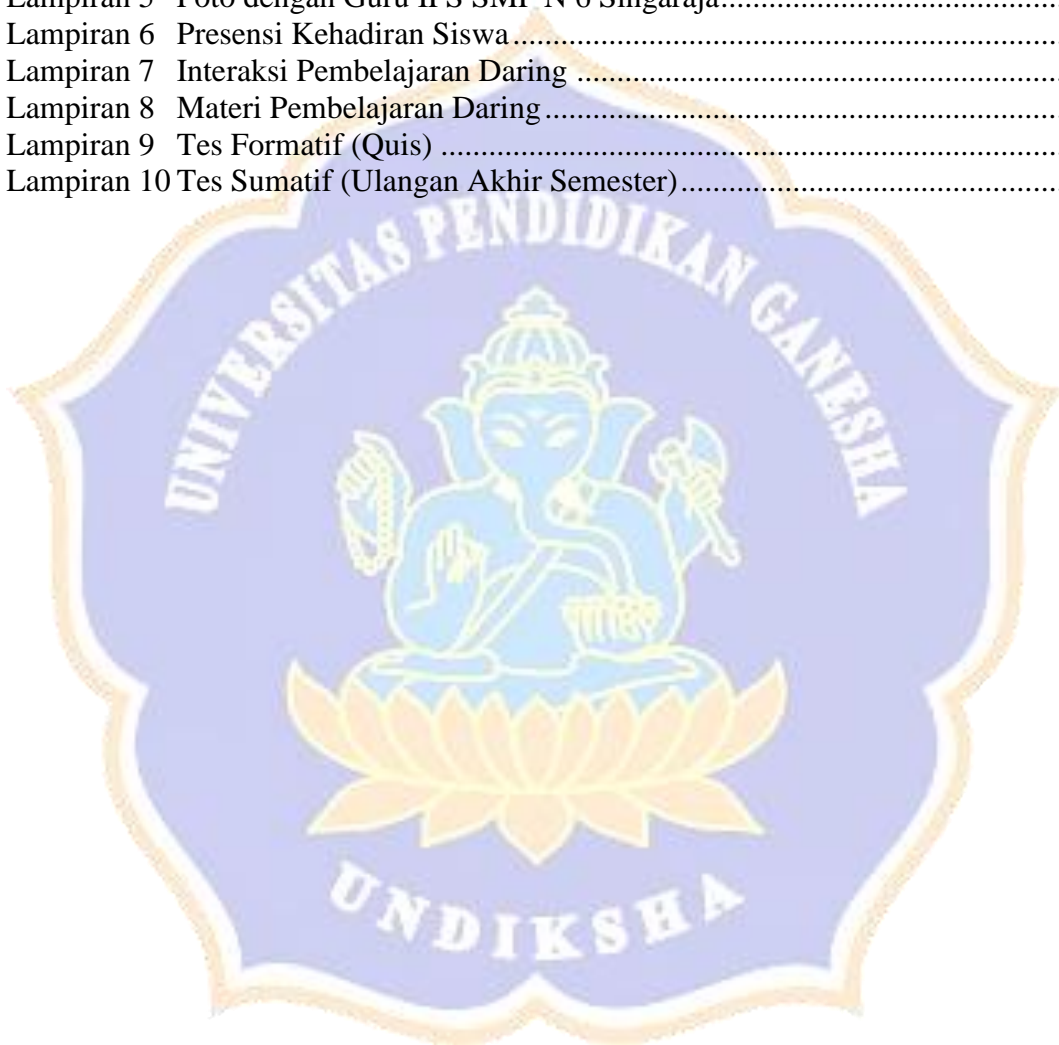 Lampiran 5 Foto dengan Guru IPS SMP N 6 Singaraja..............................................
Lampiran 6 Presensi Kehadiran Siswa........................................................................
Lampiran 7 Interaksi Pembelajaran Daring ................................................................
Lampiran 8 Materi Pembelajaran Daring....................................................................
Lampiran 9 Tes Formatif (Quis) .................................................................................
Lampiran 10 Tes Sumatif (Ulangan Akhir Semester)...................................................
UNIVERSITAS PENDIDIKAN GANESHA
UNDIKSHA